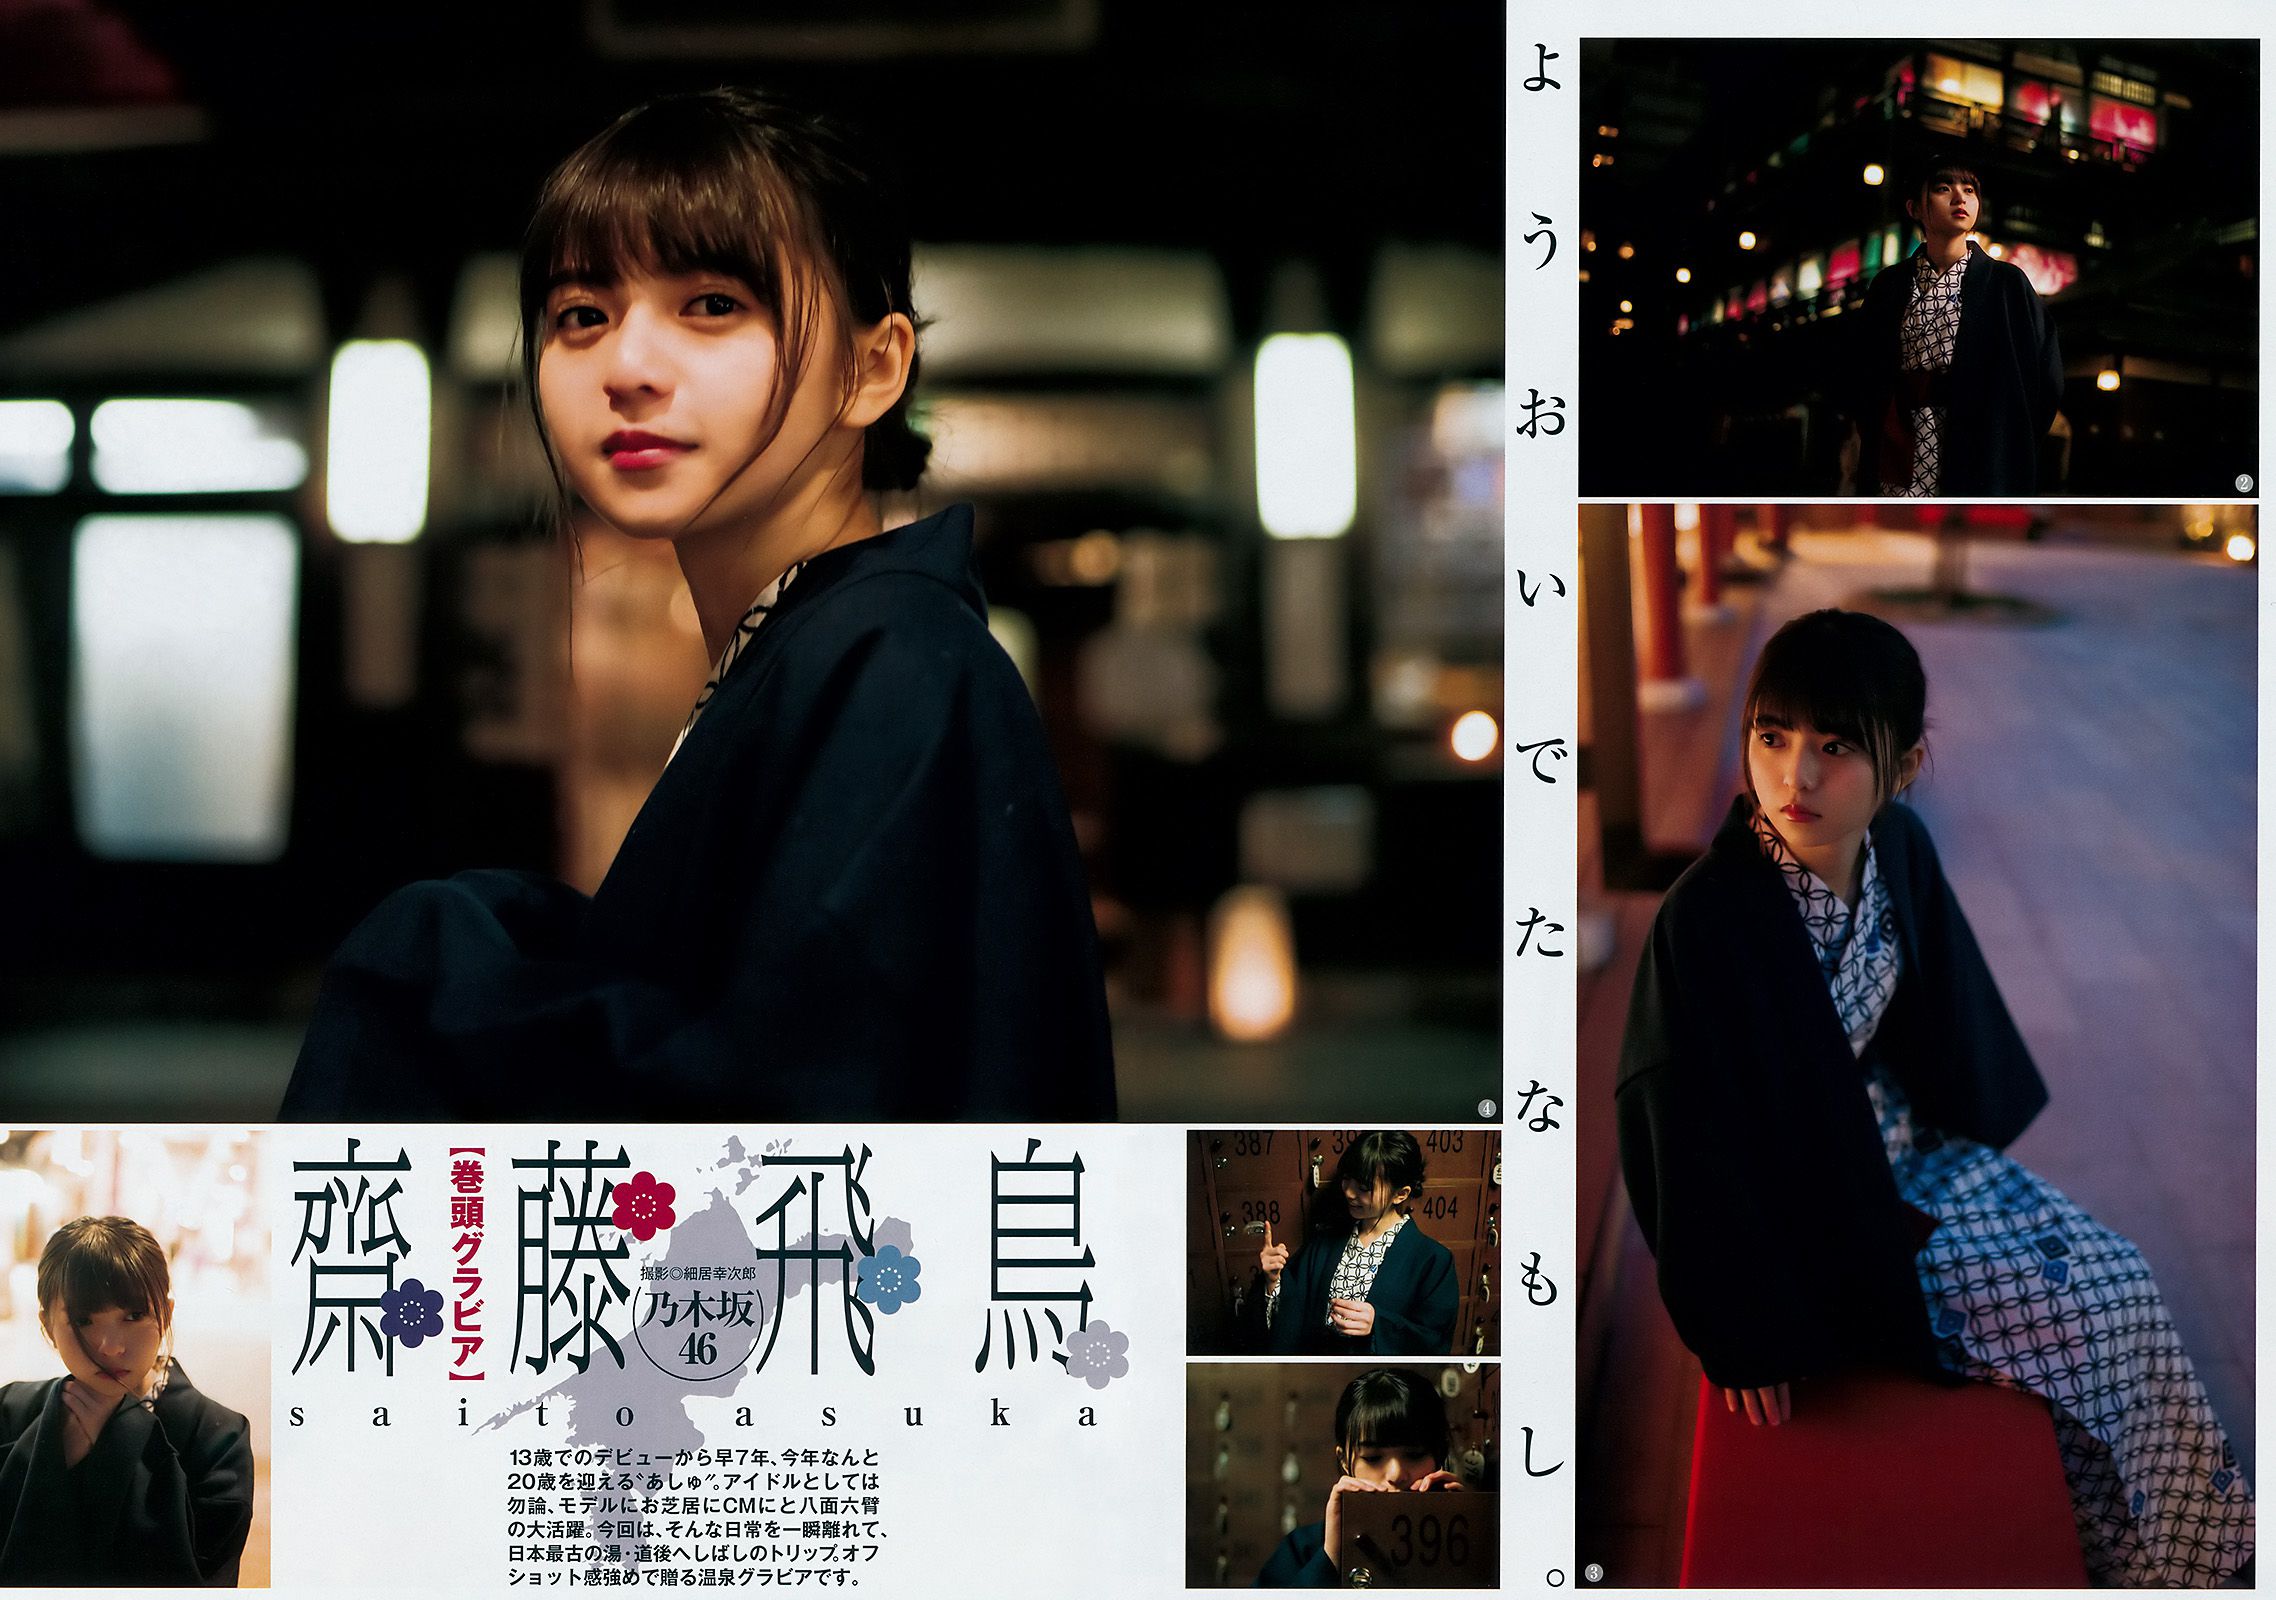 ようおいでたなもし。
【巻頭グラビア】
齋藤飛鳥
saito asuka
撮影◎細居幸次郎
乃木坂
46
13歳でのデビューから早7年、今年なんと
20歳を迎える〝あしゅ〟。アイドルとしては
勿論、モデルにお芝居にCMにと八面六臂
の大活躍。今回は、そんな日常を一瞬離れて、
日本最古の湯・道後へしばしのトリップ。オフ
ショット感強めで贈る温泉グラビアです。
387
403
388
404
396
2
3
4